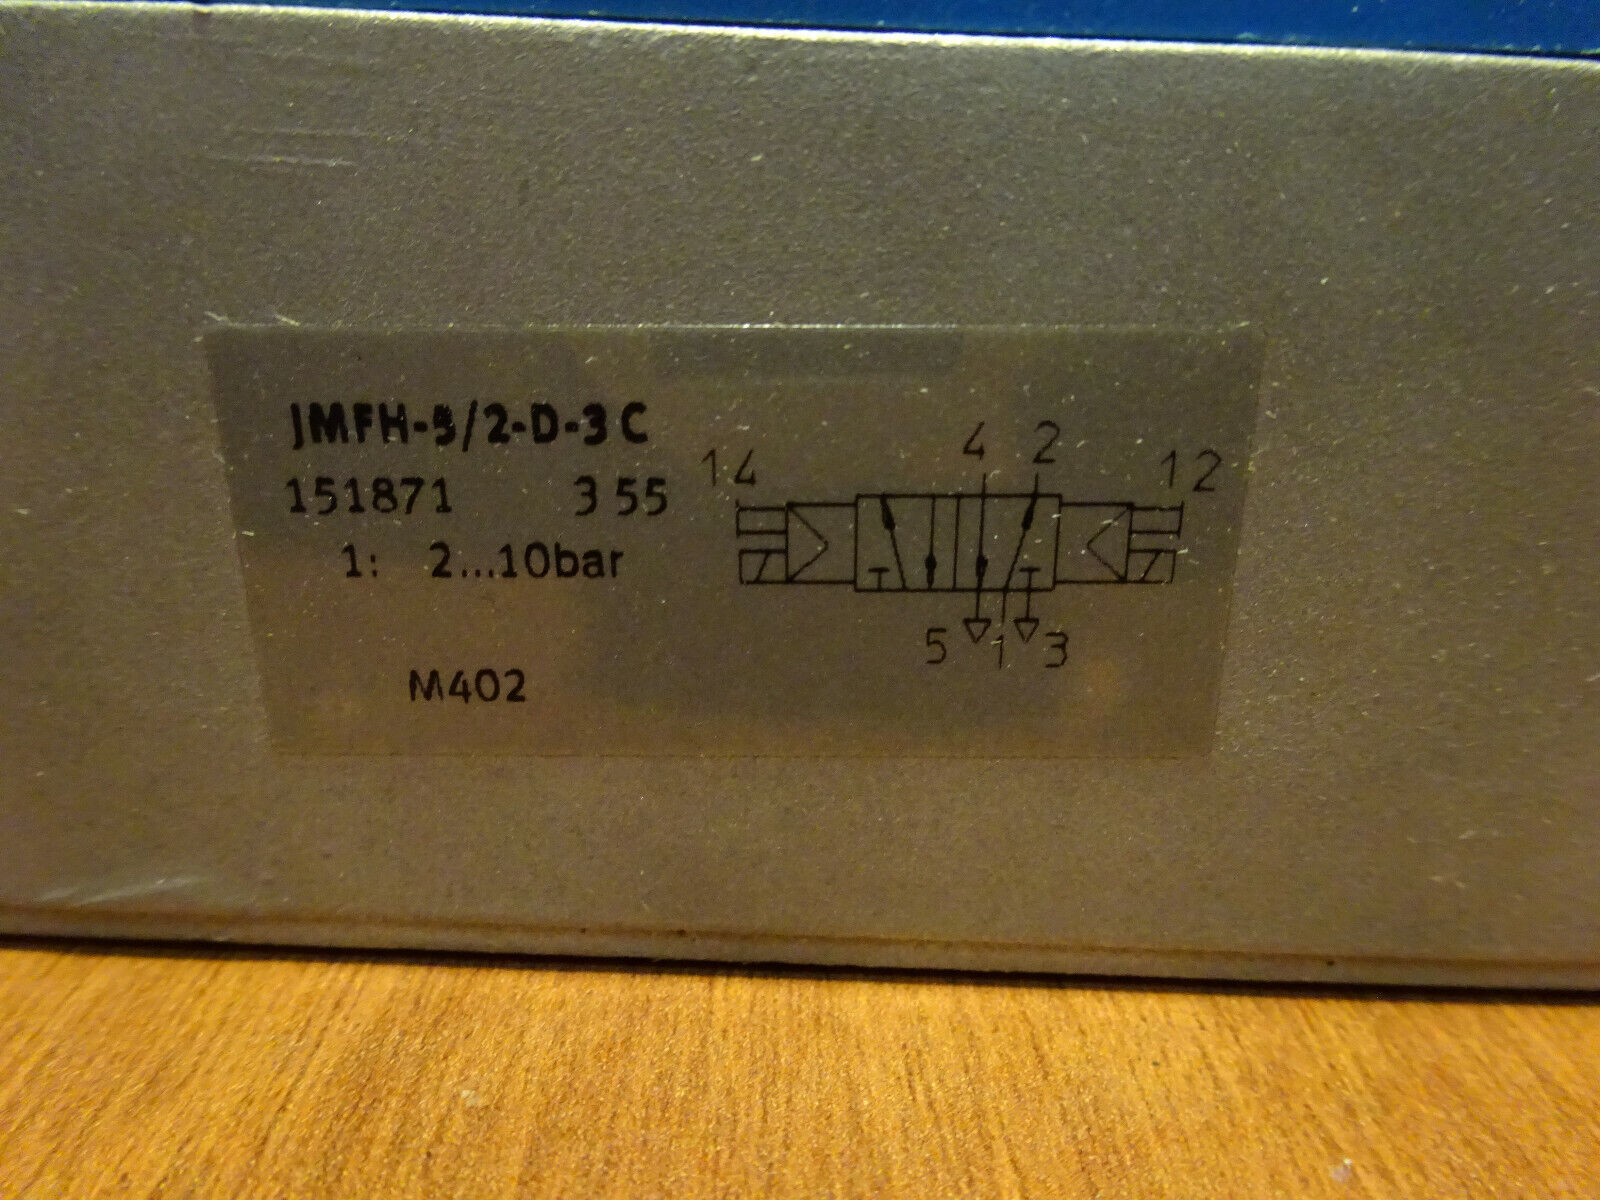 JMFH-5/2-D-3 C
151871 3 55
1: 2...10bar
M402
14 4 2 12
5 1 3